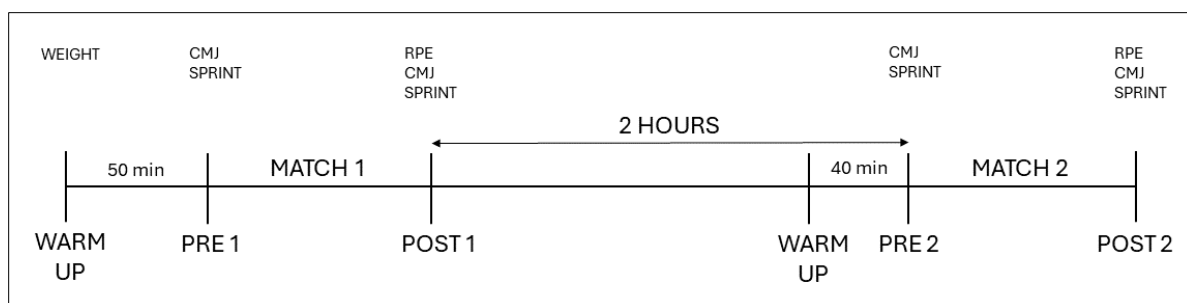 WEIGHT
CMJ
SPRINT
RPE
CMJ
SPRINT
CMJ
SPRINT
RPE
CMJ
SPRINT
2 HOURS
50 min
MATCH 1
40 min
MATCH 2
WARM
UP
PRE 1
POST 1
WARM
UP
PRE 2
POST 2